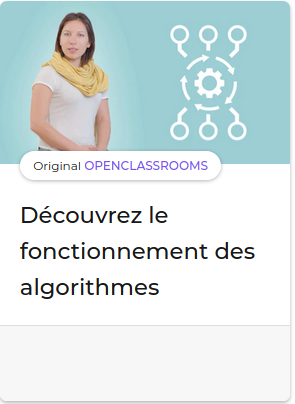 Original OPENCLASSROOMS
Découvrez le
fonctionnement des
algorithmes